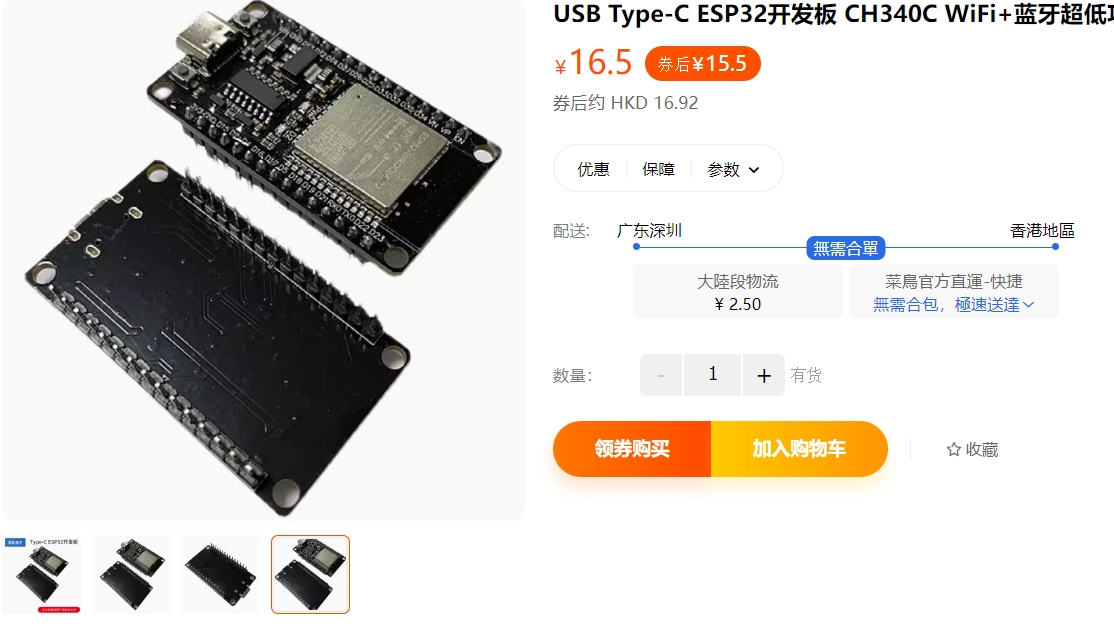 USB Type-C ESP32开发板 CH340C WiFi+蓝牙超低
¥16.5 券后¥15.5
券后约 HKD 16.92
优惠 保障 参数
配送: 广东深圳 無需合單 香港地區
大陸段物流 菜鳥官方直運-快捷
¥ 2.50 無需合包，極速送達
数量: - 1 + 有货
领券购买 加入购物车 收藏
Type-C ESP32开发板